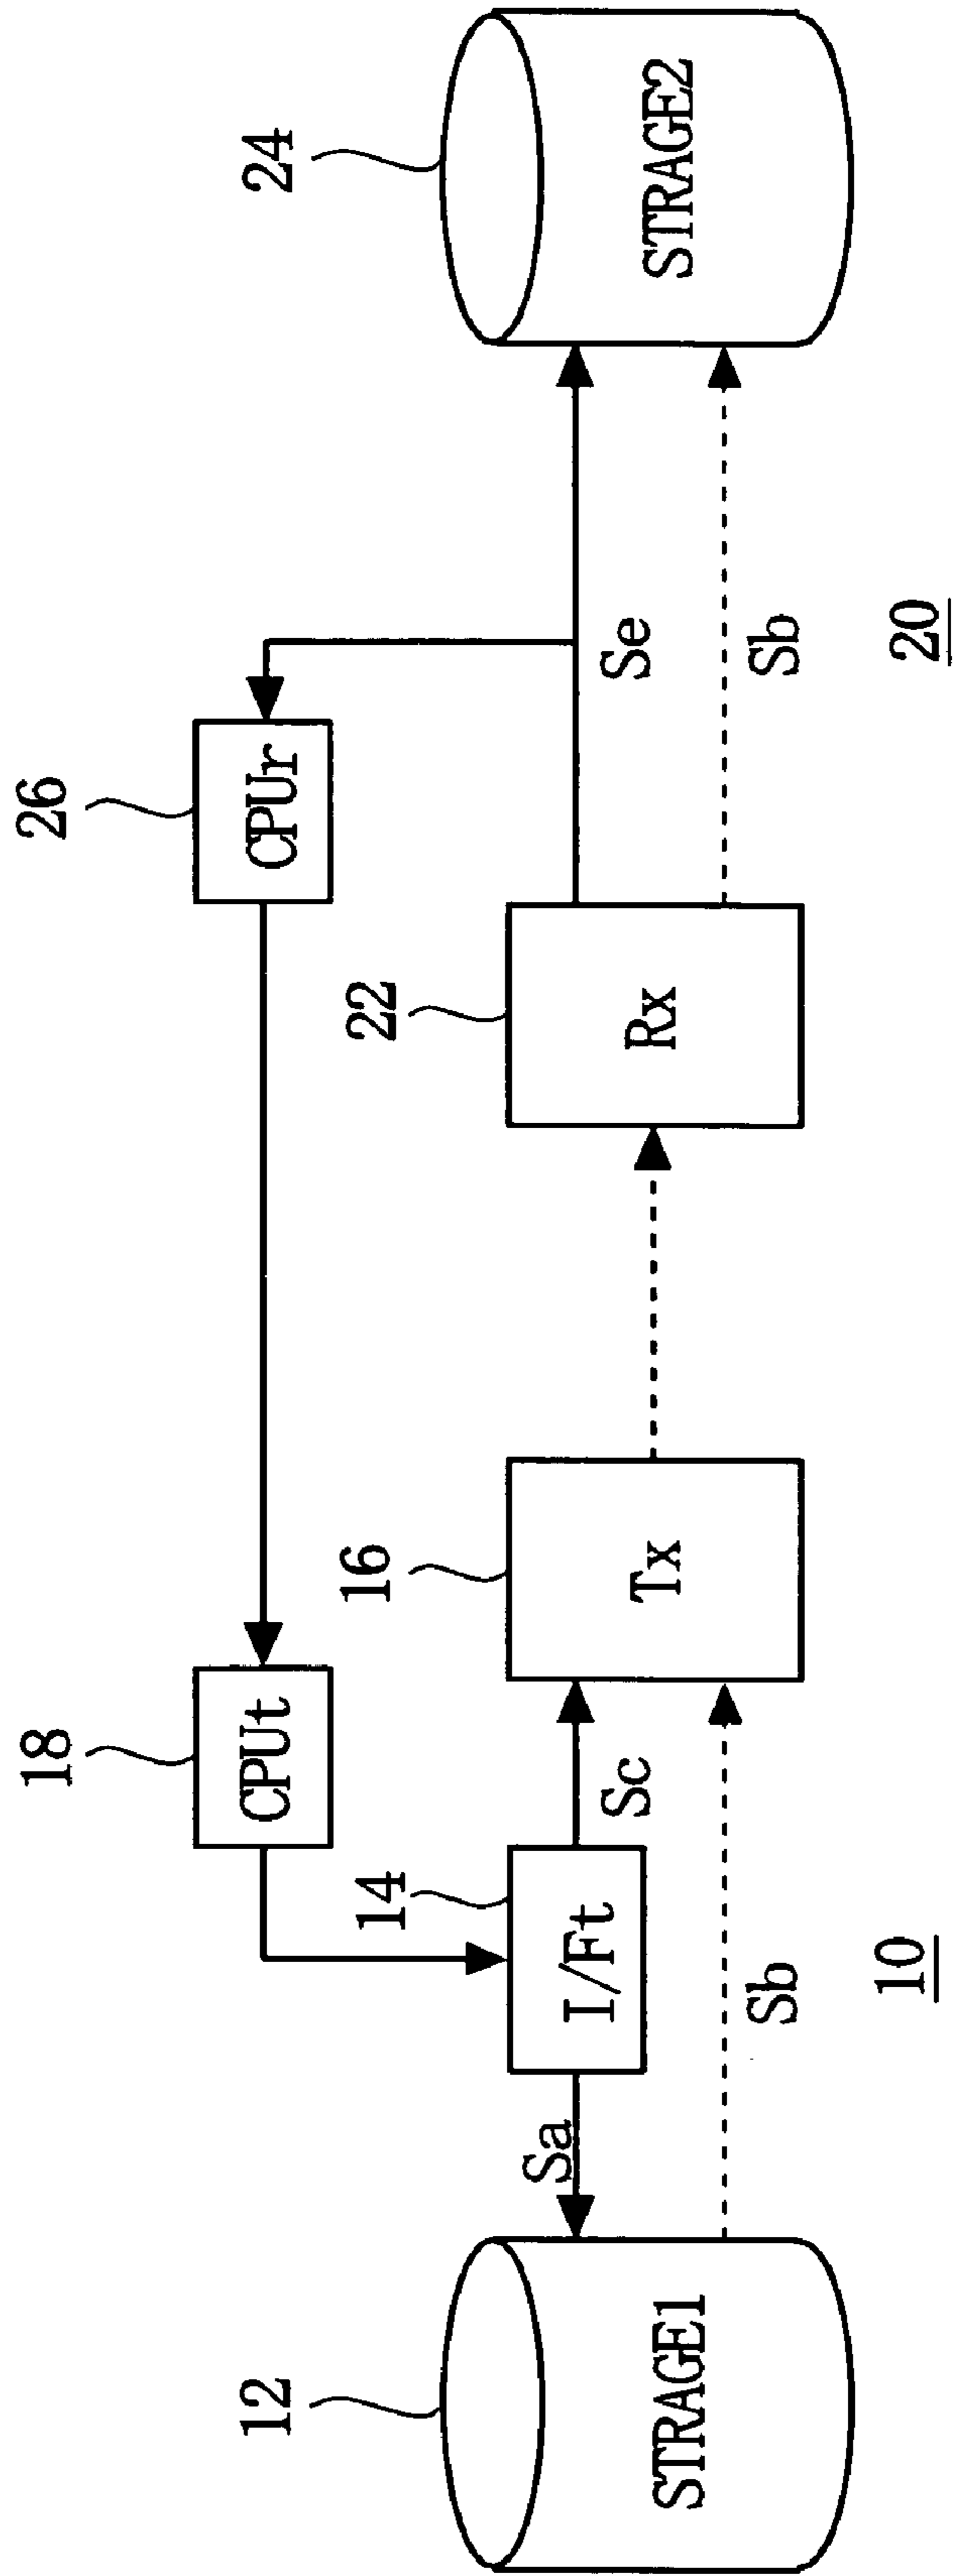 18
26
CPUt
CPUr
12
14
16
22
24
STRAGE1
Sa
I/Ft
Sc
Tx
Rx
Se
STRAGE2
Sb
Sb
10
20